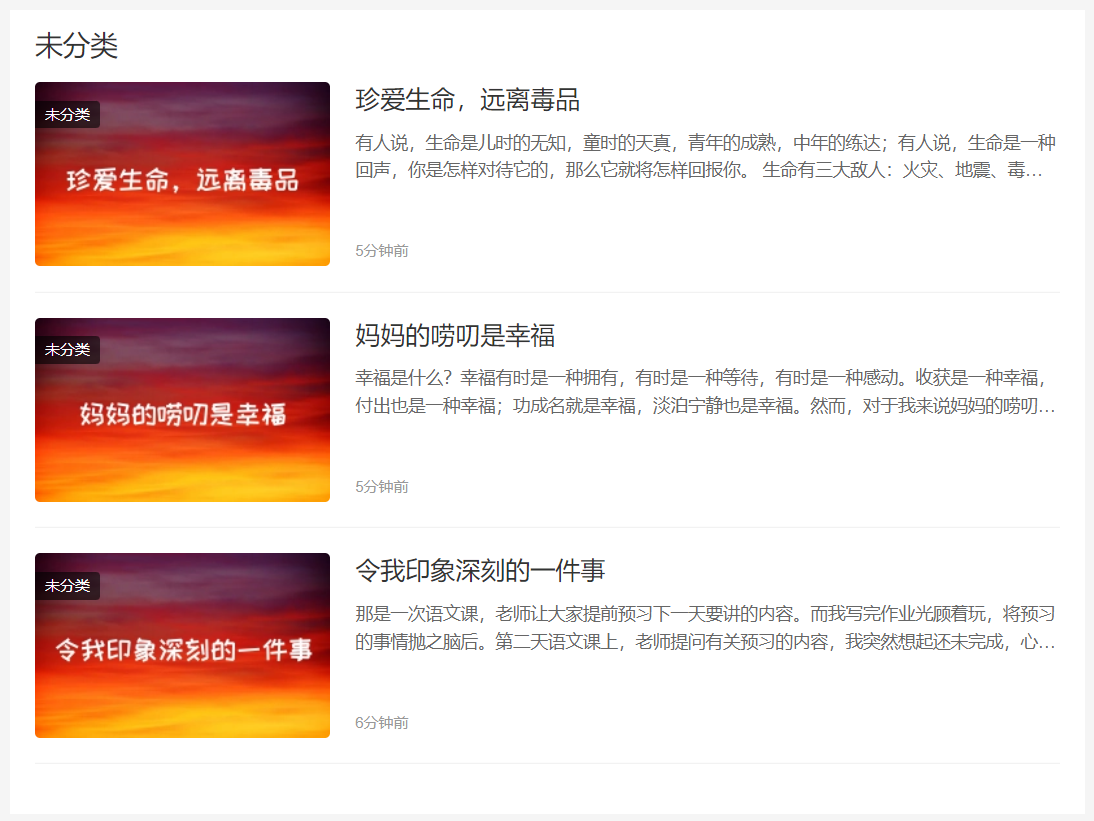 未分类
未分类
珍爱生命，远离毒品
珍爱生命，远离毒品
有人说，生命是儿时的无知，童时的天真，青年的成熟，中年的练达；有人说，生命是一种
回声，你是怎样对待它的，那么它就将怎样回报你。 生命有三大敌人：火灾、地震、毒…
5分钟前
未分类
妈妈的唠叨是幸福
妈妈的唠叨是幸福
幸福是什么？幸福有时是一种拥有，有时是一种等待，有时是一种感动。收获是一种幸福，
付出也是一种幸福；功成名就是幸福，淡泊宁静也是幸福。然而，对于我来说妈妈的唠叨…
5分钟前
未分类
令我印象深刻的一件事
令我印象深刻的一件事
那是一次语文课，老师让大家提前预习下一天要讲的内容。而我写完作业光顾着玩，将预习
的事情抛之脑后。第二天语文课上，老师提问有关预习的内容，我突然想起还未完成，心…
6分钟前